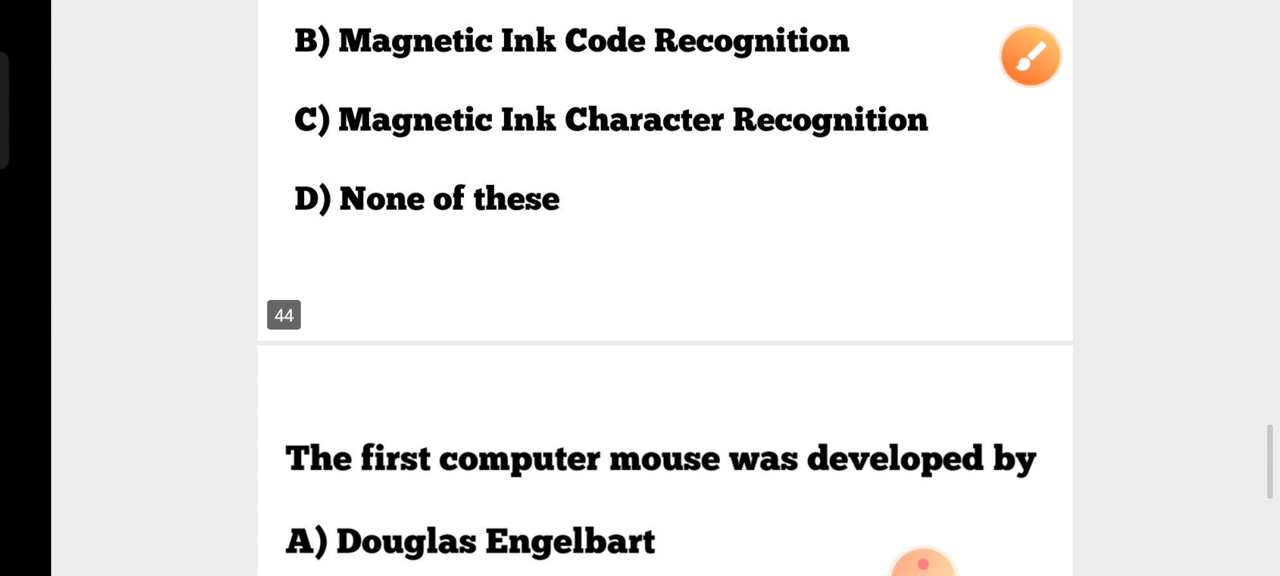 B) Magnetic Ink Code Recognition
C) Magnetic Ink Character Recognition
D) None of these
44
The first computer mouse was developed by
A) Douglas Engelbart